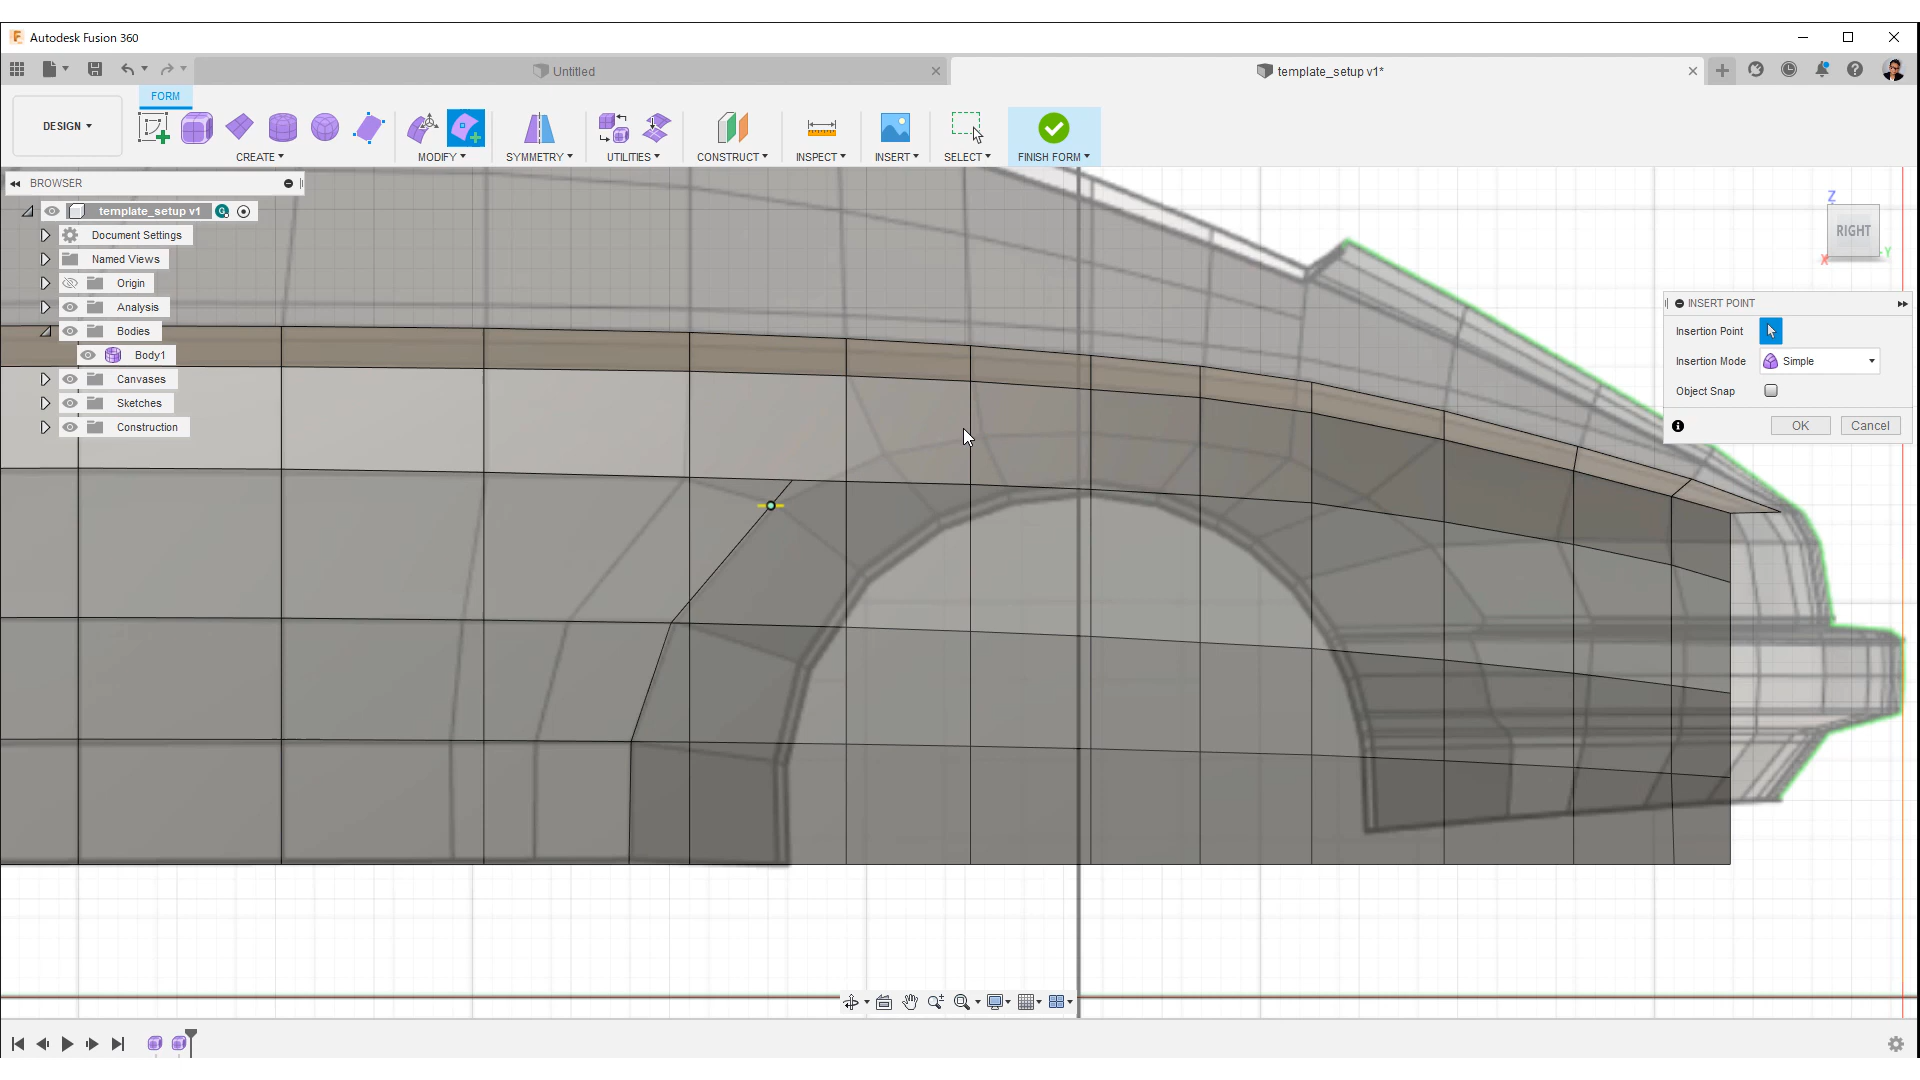 Autodesk Fusion 360
Untitled
template_setup v1*
FORM
DESIGN
CREATE
MODIFY
SYMMETRY
UTILITIES
CONSTRUCT
INSPECT
INSERT
SELECT
FINISH FORM
BROWSER
template_setup v1
Document Settings
Named Views
Origin
Analysis
Bodies
Body1
Canvases
Sketches
Construction
Z
RIGHT
X
Y
INSERT POINT
Insertion Point
Insertion Mode
Simple
Object Snap
OK
Cancel